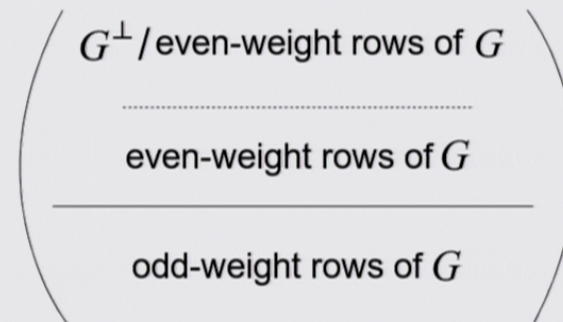 G⊥/even-weight rows of G
even-weight rows of G
odd-weight rows of G